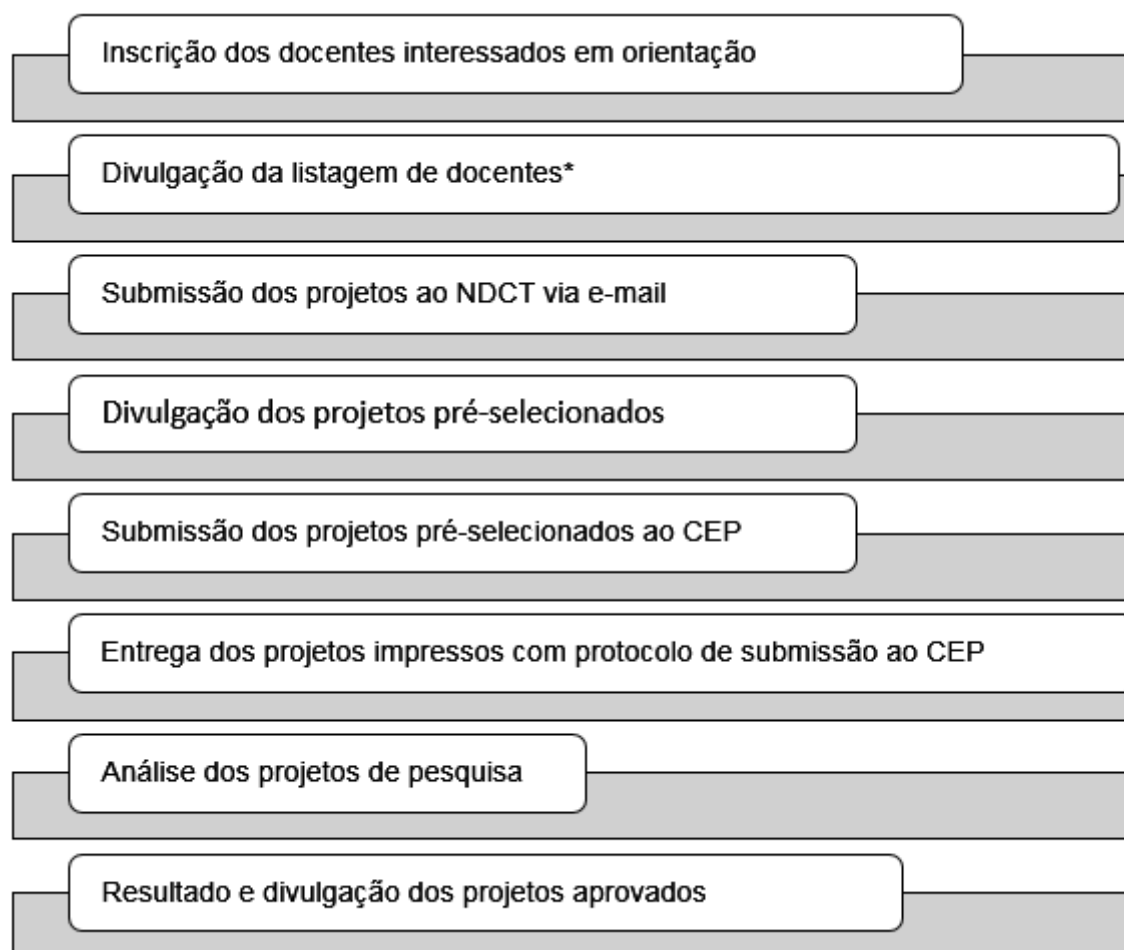 Inscrição dos docentes interessados em orientação
Divulgação da listagem de docentes*
Submissão dos projetos ao NDCT via e-mail
Divulgação dos projetos pré-selecionados
Submissão dos projetos pré-selecionados ao CEP
Entrega dos projetos impressos com protocolo de submissão ao CEP
Análise dos projetos de pesquisa
Resultado e divulgação dos projetos aprovados